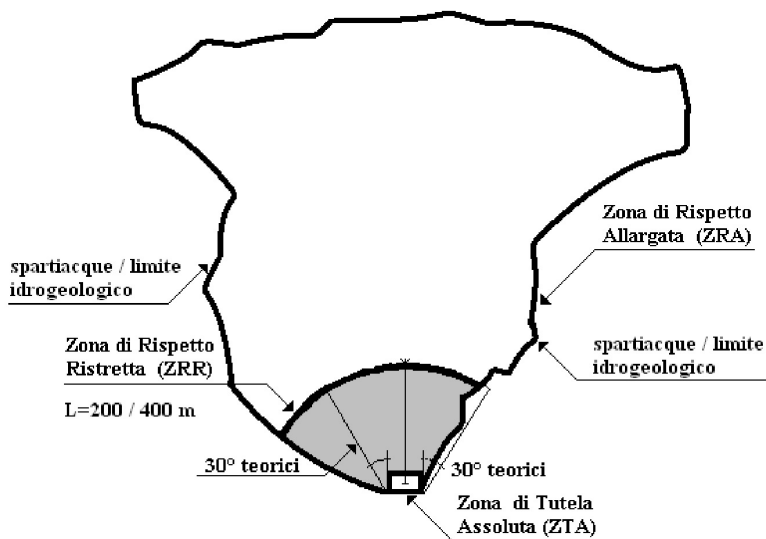 Zona di Rispetto
Allargata (ZRA)
spartiacque / limite
idrogeologico
Zona di Rispetto
Ristretta (ZRR)
L=200 / 400 m
spartiacque / limite
idrogeologico
30° teorici
30° teorici
Zona di Tutela
Assoluta (ZTA)